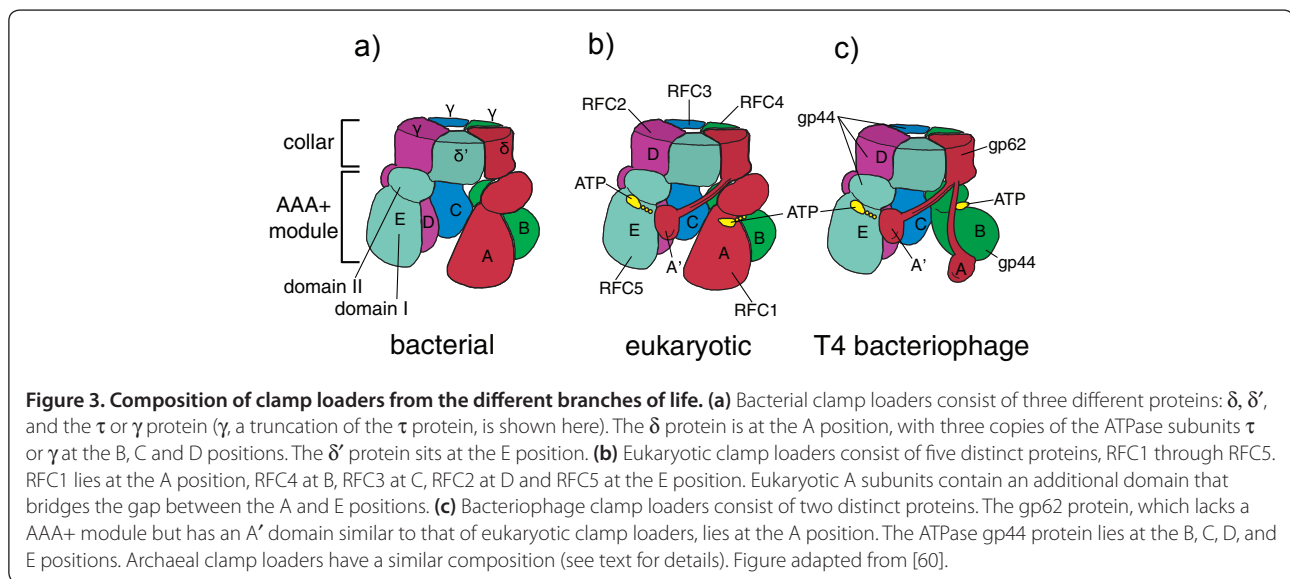 a)
b)
c)
γ
γ
γ
δ
δ'
collar
AAA+
module
E
D
C
B
A
domain II
domain I
bacterial
RFC2
RFC3
RFC4
D
ATP
ATP
E
C
B
A
A'
RFC5
RFC1
eukaryotic
gp44
gp62
D
ATP
E
C
B
A'
A
gp44
T4 bacteriophage
Figure 3. Composition of clamp loaders from the different branches of life. (a) Bacterial clamp loaders consist of three different proteins: δ, δ′,
and the τ or γ protein (γ, a truncation of the τ protein, is shown here). The δ protein is at the A position, with three copies of the ATPase subunits τ
or γ at the B, C and D positions. The δ′ protein sits at the E position. (b) Eukaryotic clamp loaders consist of five distinct proteins, RFC1 through RFC5.
RFC1 lies at the A position, RFC4 at B, RFC3 at C, RFC2 at D and RFC5 at the E position. Eukaryotic A subunits contain an additional domain that
bridges the gap between the A and E positions. (c) Bacteriophage clamp loaders consist of two distinct proteins. The gp62 protein, which lacks a
AAA+ module but has an A′ domain similar to that of eukaryotic clamp loaders, lies at the A position. The ATPase gp44 protein lies at the B, C, D, and
E positions. Archaeal clamp loaders have a similar composition (see text for details). Figure adapted from [60].